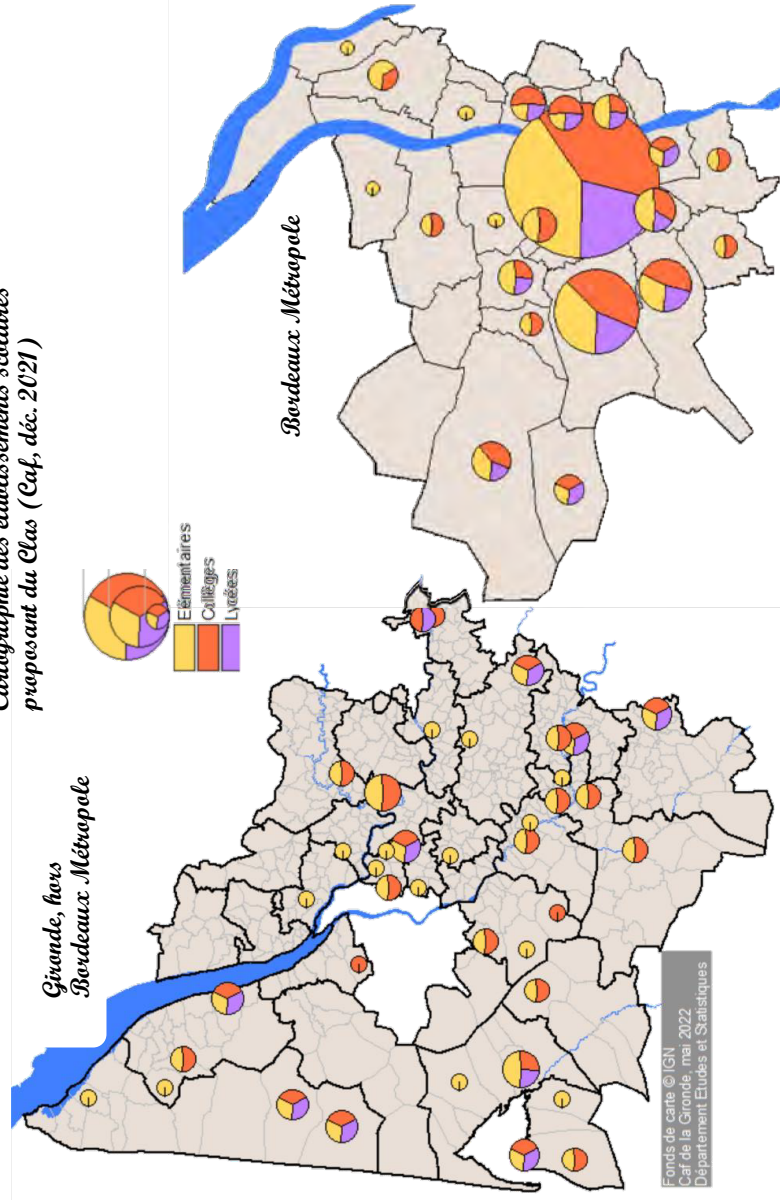 Cartographie des établissements scolaires
proposant du Clas (Caf, déc. 2021)
Gironde, hors
Bordeaux Métropole
Elémentaires
Collèges
Lycées
Bordeaux Métropole
Fonds de carte © IGN
Caf de la Gironde, mai 2022
Département Etudes et Statistiques